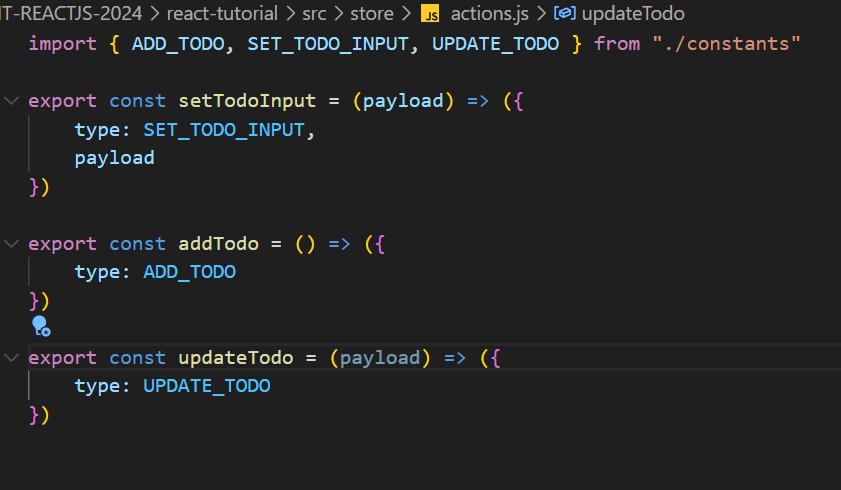 IT-REACTJS-2024 > react-tutorial > src > store > JS actions.js > updateTodo
import { ADD_TODO, SET_TODO_INPUT, UPDATE_TODO } from "./constants"
export const setTodoInput = (payload) => ({
    type: SET_TODO_INPUT,
    payload
})
export const addTodo = () => ({
    type: ADD_TODO
})
export const updateTodo = (payload) => ({
    type: UPDATE_TODO
})